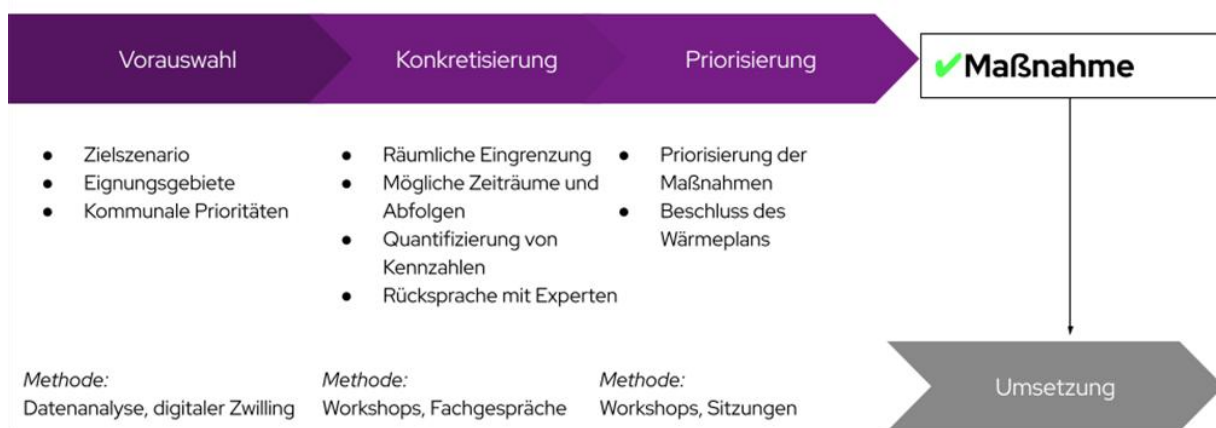 Vorauswahl
Konkretisierung
Priorisierung
✔Maßnahme
● Zielszenario
● Eignungsgebiete
● Kommunale Prioritäten
● Räumliche Eingrenzung
● Mögliche Zeiträume und
Abfolgen
● Quantifizierung von
Kennzahlen
● Rücksprache mit Experten
● Priorisierung der
Maßnahmen
● Beschluss des
Wärmeplans
Methode:
Datenanalyse, digitaler Zwilling
Methode:
Workshops, Fachgespräche
Methode:
Workshops, Sitzungen
Umsetzung